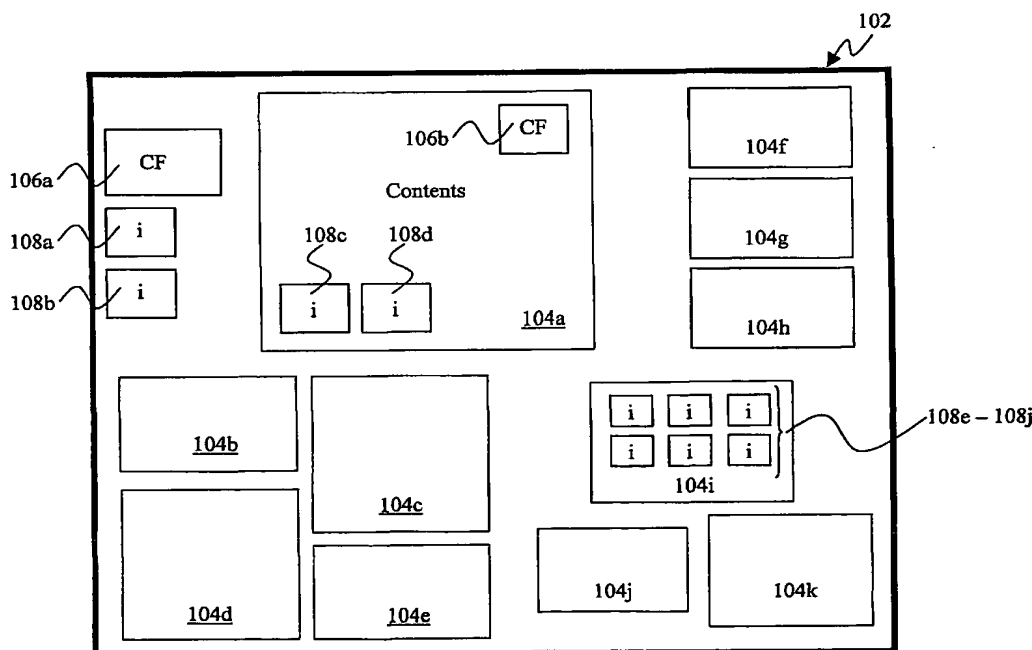 102
CF
106a
i
108a
i
108b
106b
CF
Contents
108c
108d
i
i
104a
104f
104g
104h
104b
104c
104d
104e
i i i
i i i
104i
108e – 108j
104j
104k